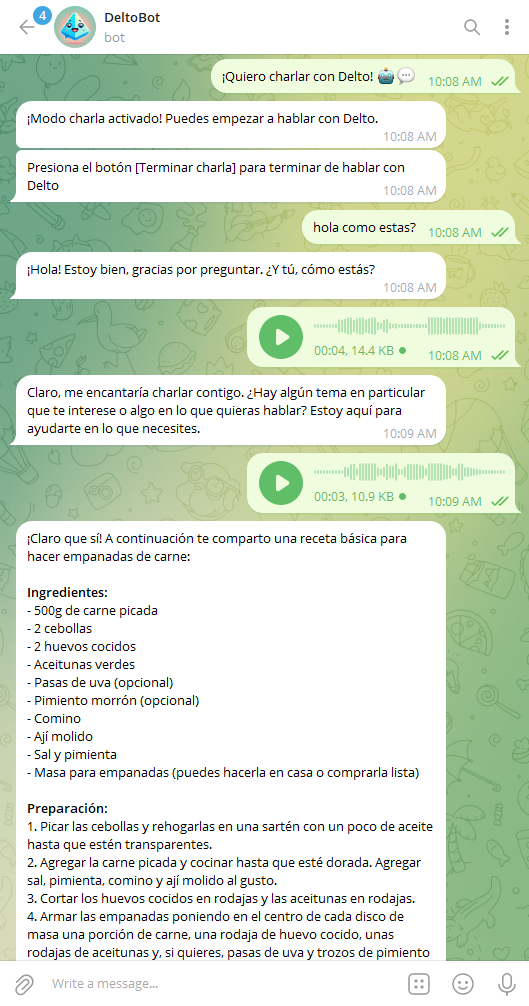 4
DeltoBot
bot
¡Quiero charlar con Delto! 🤖💬 10:08 AM
¡Modo charla activado! Puedes empezar a hablar con Delto.
10:08 AM
Presiona el botón [Terminar charla] para terminar de hablar con
Delto
10:08 AM
hola como estas? 10:08 AM
¡Hola! Estoy bien, gracias por preguntar. ¿Y tú, cómo estás?
10:08 AM
00:04, 14.4 KB
10:08 AM
Claro, me encantaría charlar contigo. ¿Hay algún tema en particular
que te interese o algo en lo que quieras hablar? Estoy aquí para
ayudarte en lo que necesites.
10:09 AM
00:03, 10.9 KB
10:09 AM
¡Claro que sí! A continuación te comparto una receta básica para
hacer empanadas de carne:
Ingredientes:
- 500g de carne picada
- 2 cebollas
- 2 huevos cocidos
- Aceitunas verdes
- Pasas de uva (opcional)
- Pimiento morrón (opcional)
- Comino
- Ají molido
- Sal y pimienta
- Masa para empanadas (puedes hacerla en casa o comprarla lista)
Preparación:
1. Picar las cebollas y rehogarlas en una sartén con un poco de aceite
hasta que estén transparentes.
2. Agregar la carne picada y cocinar hasta que esté dorada. Agregar
sal, pimienta, comino y ají molido al gusto.
3. Cortar los huevos cocidos en rodajas y las aceitunas en rodajas.
4. Armar las empanadas poniendo en el centro de cada disco de
masa una porción de carne, una rodaja de huevo cocido, unas
rodajas de aceitunas y, si quieres, pasas de uva y trozos de pimiento
Write a message...